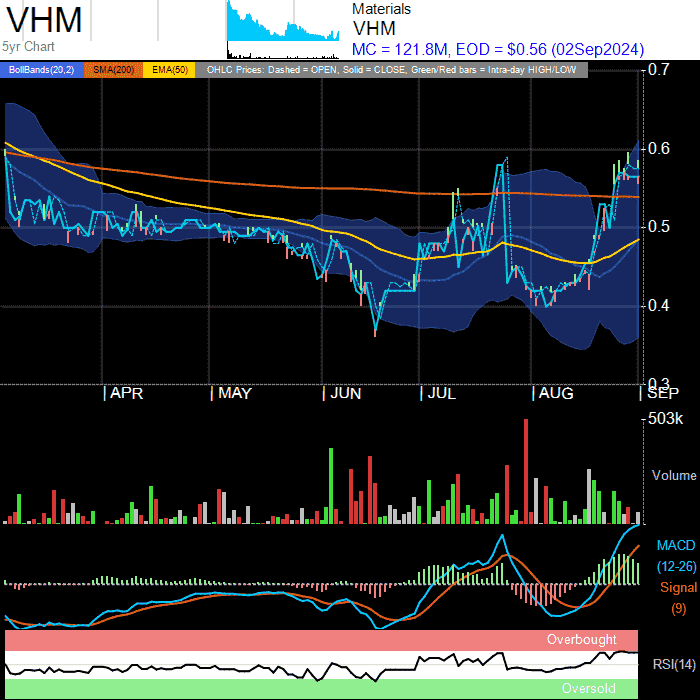 VHM
5yr Chart
Materials
VHM
MC = 121.8M, EOD = $0.56 (02Sep2024)
BollBands(20,2) SMA(200) EMA(50) OHLC Prices: Dashed = OPEN, Solid = CLOSE, Green/Red bars = Intra-day HIGH/LOW
0.7
0.6
0.5
0.4
0.3
APR MAY JUN JUL AUG SEP
503k
Volume
MACD
(12-26)
Signal
(9)
Overbought
RSI(14)
Oversold